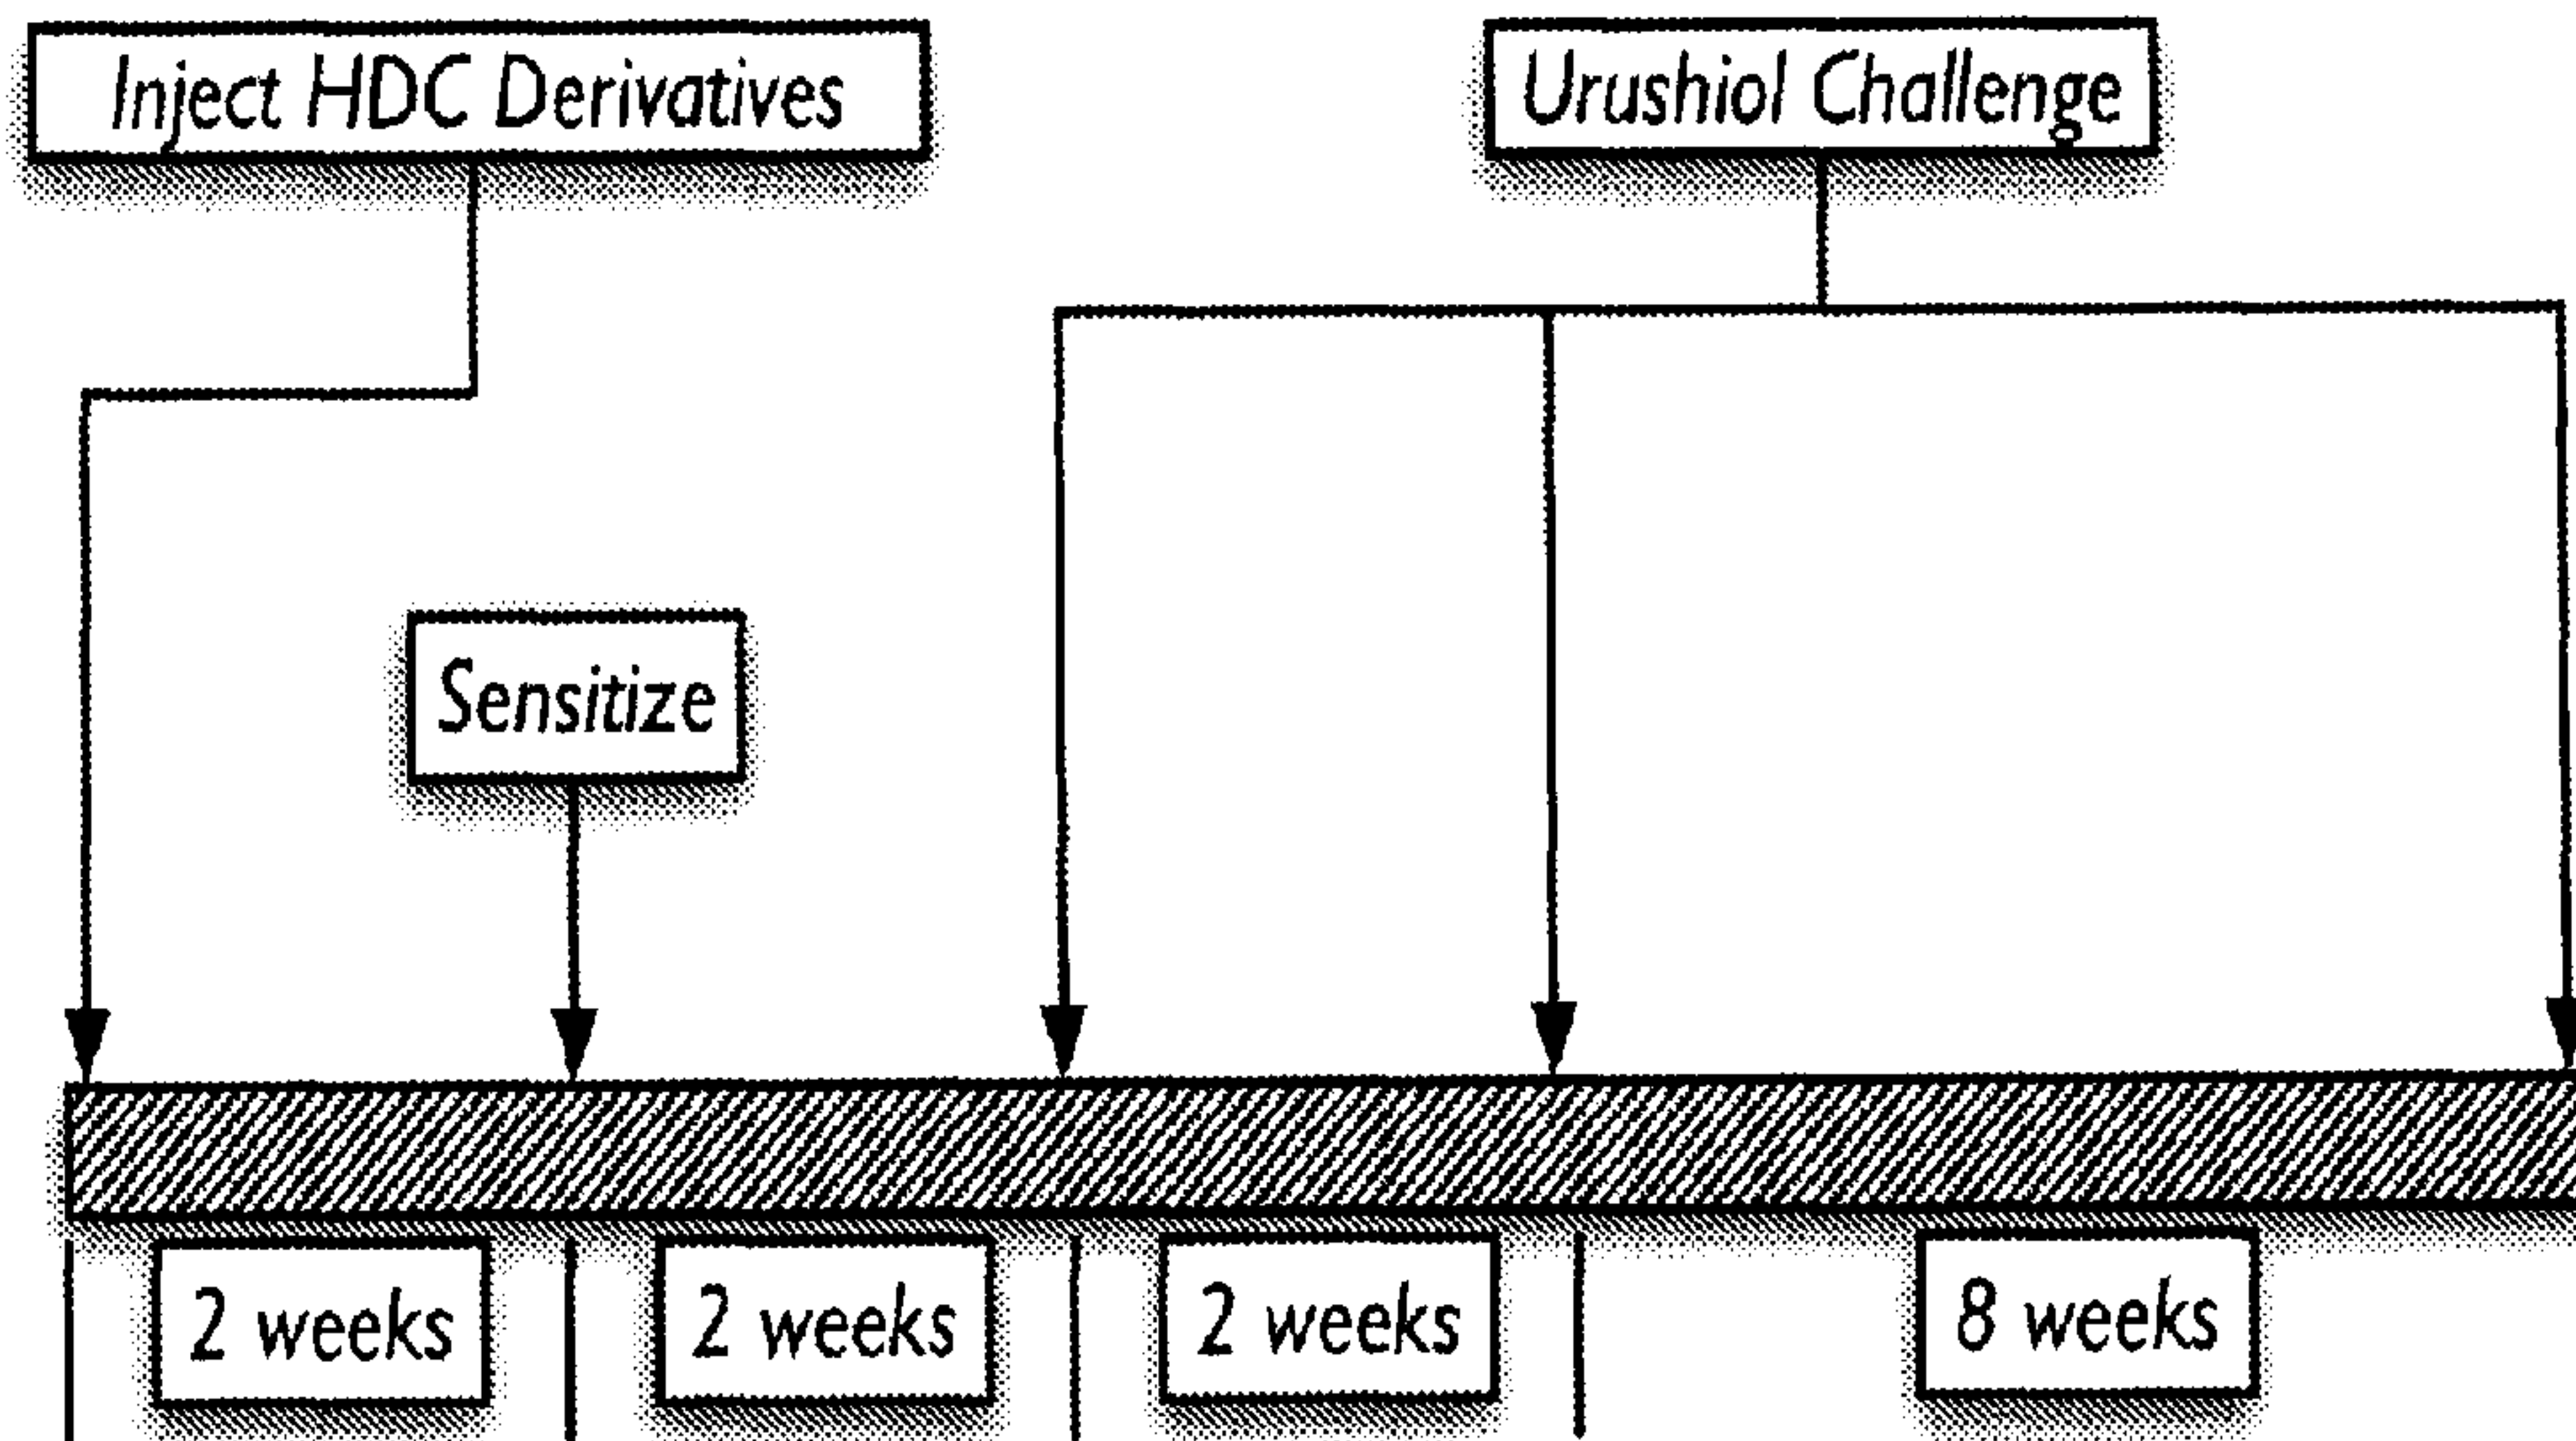 Inject HDC Derivatives
Urushiol Challenge
Sensitize
2 weeks
2 weeks
2 weeks
8 weeks